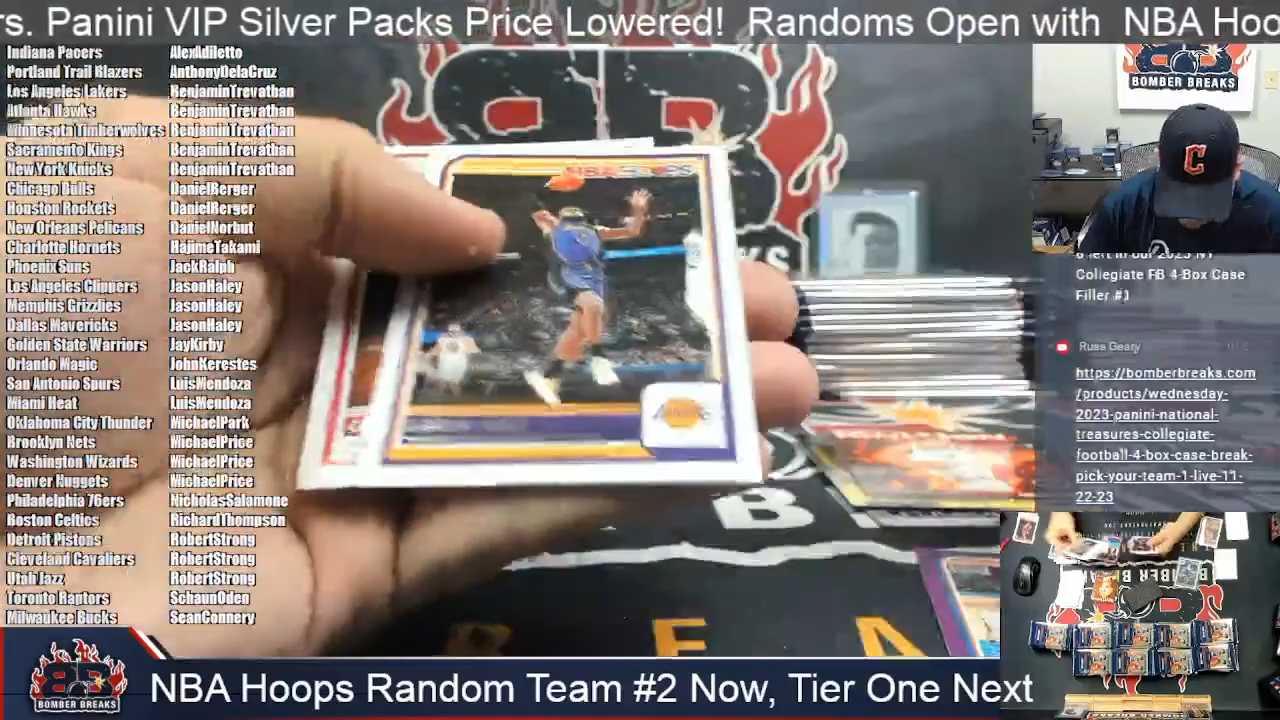 rs. Panini VIP Silver Packs Price Lowered! Randoms Open with NBA Hoo
Indiana Pacers AlexAdiletto
Portland Trail Blazers AnthonyDelaCruz
Los Angeles Lakers BenjaminTrevathan
Atlanta Hawks BenjaminTrevathan
Minnesota Timberwolves BenjaminTrevathan
Sacramento Kings BenjaminTrevathan
New York Knicks BenjaminTrevathan
Chicago Bulls DanielBerger
Houston Rockets DanielBerger
New Orleans Pelicans DanielNorbut
Charlotte Hornets HajimeTakami
Phoenix Suns JackRalph
Los Angeles Clippers JasonHaley
Memphis Grizzlies JasonHaley
Dallas Mavericks JasonHaley
Golden State Warriors JayKirby
Orlando Magic JohnKerestes
San Antonio Spurs LuisMendoza
Miami Heat LuisMendoza
Oklahoma City Thunder MichaelPark
Brooklyn Nets MichaelPrice
Washington Wizards MichaelPrice
Denver Nuggets MichaelPrice
Philadelphia 76ers NicholasSalamone
Boston Celtics RichardThompson
Detroit Pistons RobertStrong
Cleveland Cavaliers RobertStrong
Utah Jazz RobertStrong
Toronto Raptors SchaunOden
Milwaukee Bucks SeanConnery
NBA HOOPS
BOMBER BREAKS
C
6 left in our 2023 NT
Collegiate FB 4-Box Case
Filler #1
Russ Geary
https://bomberbreaks.com
/products/wednesday-
2023-panini-national-
treasures-collegiate-
football-4-box-case-break-
pick-your-team-1-live-11-
22-23
BOMBER BREAKS
NBA Hoops Random Team #2 Now, Tier One Next